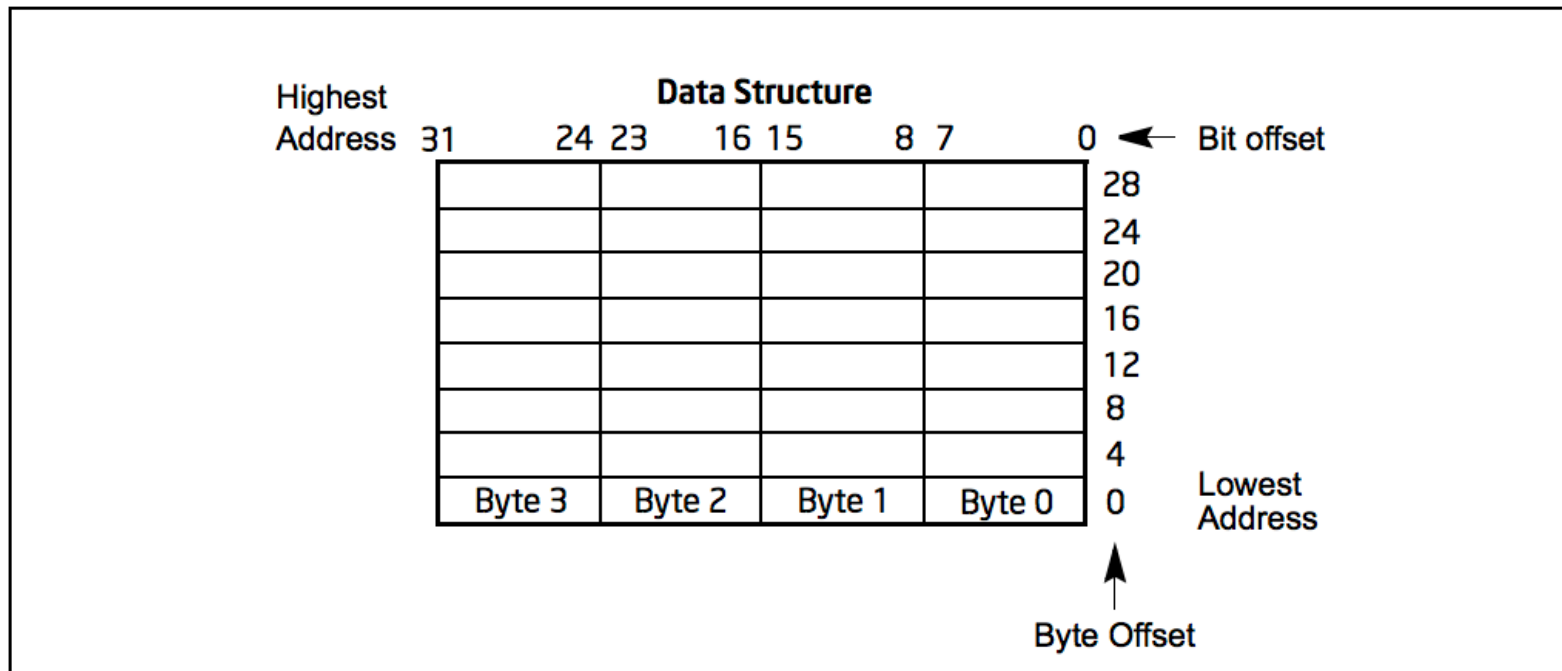 Data Structure
Highest
Address 31 24 23 16 15 8 7 0 Bit offset
28
24
20
16
12
8
4
Byte 3 Byte 2 Byte 1 Byte 0 0 Lowest
Address
Byte Offset